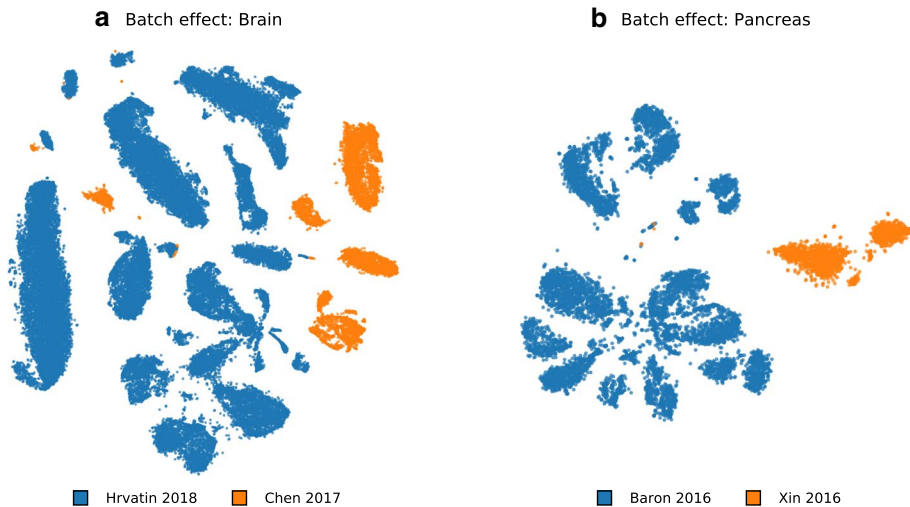 a Batch effect: Brain
b Batch effect: Pancreas
Hrvatin 2018 Chen 2017
Baron 2016 Xin 2016